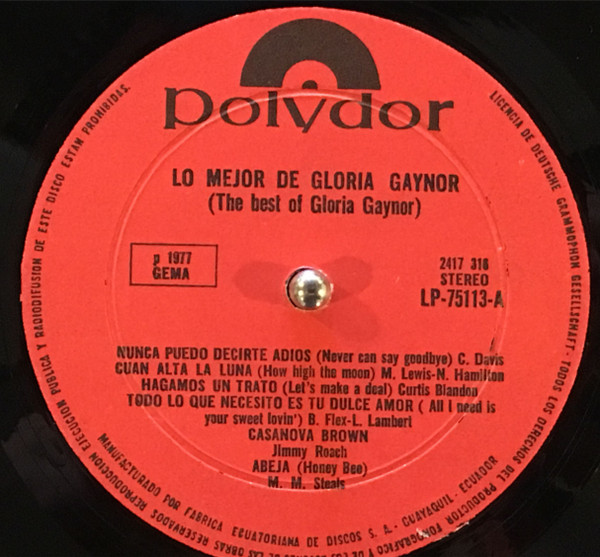 polydor
LO MEJOR DE GLORIA GAYNOR
(The best of Gloria Gaynor)
p 1977
GEMA
2417 316
STEREO
LP-75113-A
NUNCA PUEDO DECIRTE ADIOS (Never can say goodbye) C. Davis
CUAN ALTA LA LUNA (How high the moon) M. Lewis-N. Hamilton
HAGAMOS UN TRATO (Let's make a deal) Curtis Blandon
TODO LO QUE NECESITO ES TU DULCE AMOR ( All I need is
your sweet lovin') B. Flex-L. Lambert
CASANOVA BROWN
Jimmy Roach
ABEJA (Honey Bee)
M. M. Steals
MANUFACTURADO POR FABRICA ECUATORIANA DE DISCOS S. A. - GUAYAQUIL - ECUADOR
LICENCIA DE DEUTSCHE GRAMMOPHON GESELLSCHAFT - TODOS LOS DERECHOS DEL PRODUCTOR FONOGRAFICO Y DE LAS OBRAS RESERVADOS REPRODUCCION EJECUCION PUBLICA Y RADIODIFUSION DE ESTE DISCO ESTAN PROHIBIDAS.